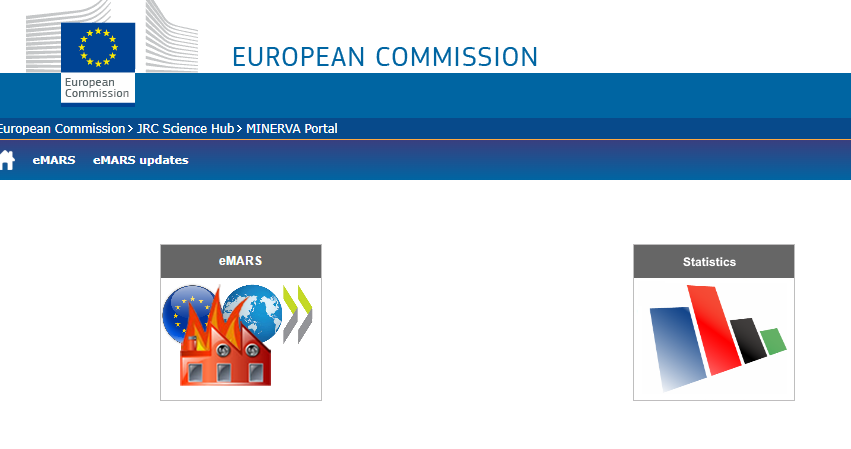 EUROPEAN COMMISSION
European
Commission
European Commission> JRC Science Hub> MINERVA Portal
eMARS eMARS updates
eMARS
Statistics